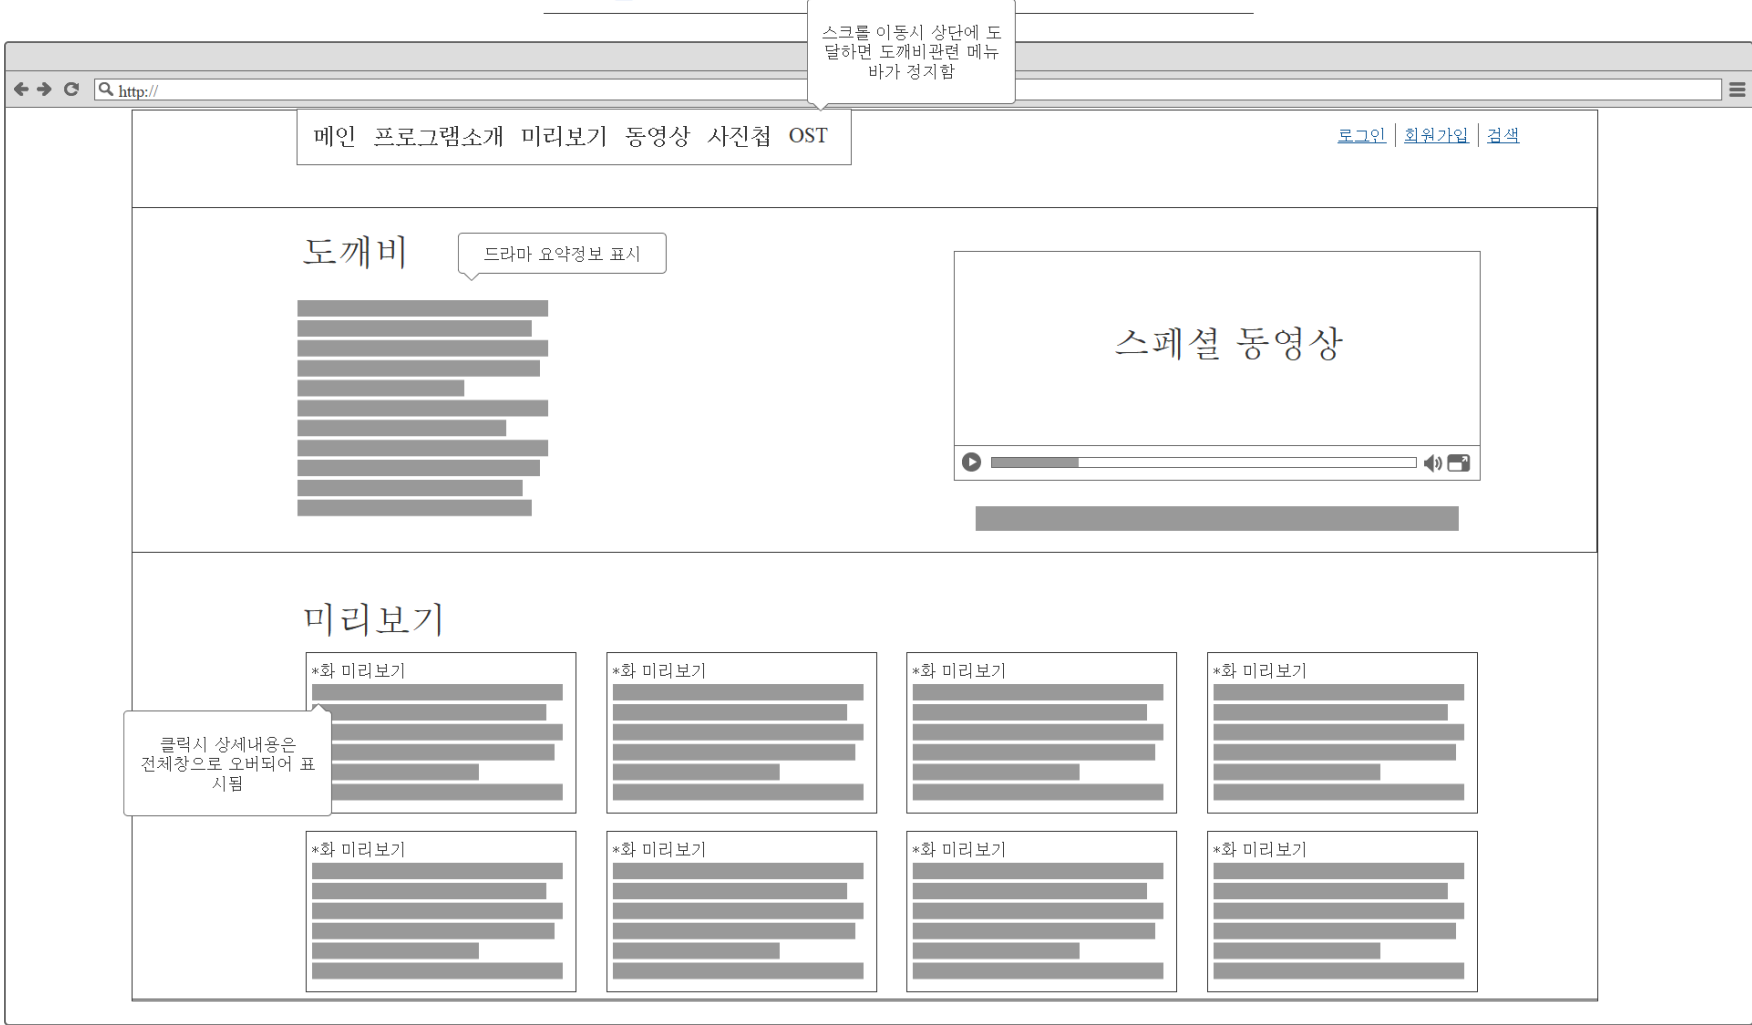 스크롤 이동시 상단에 도
달하면 도깨비관련 메뉴
바가 정지함
http://
메인 프로그램소개 미리보기 동영상 사진첩 OST
로그인 회원가입 검색
도깨비
드라마 요약정보 표시
스페셜 동영상
미리보기
*화 미리보기 *화 미리보기 *화 미리보기 *화 미리보기
클릭시 상세내용은
전체창으로 오버되어 표
시됨
*화 미리보기 *화 미리보기 *화 미리보기 *화 미리보기